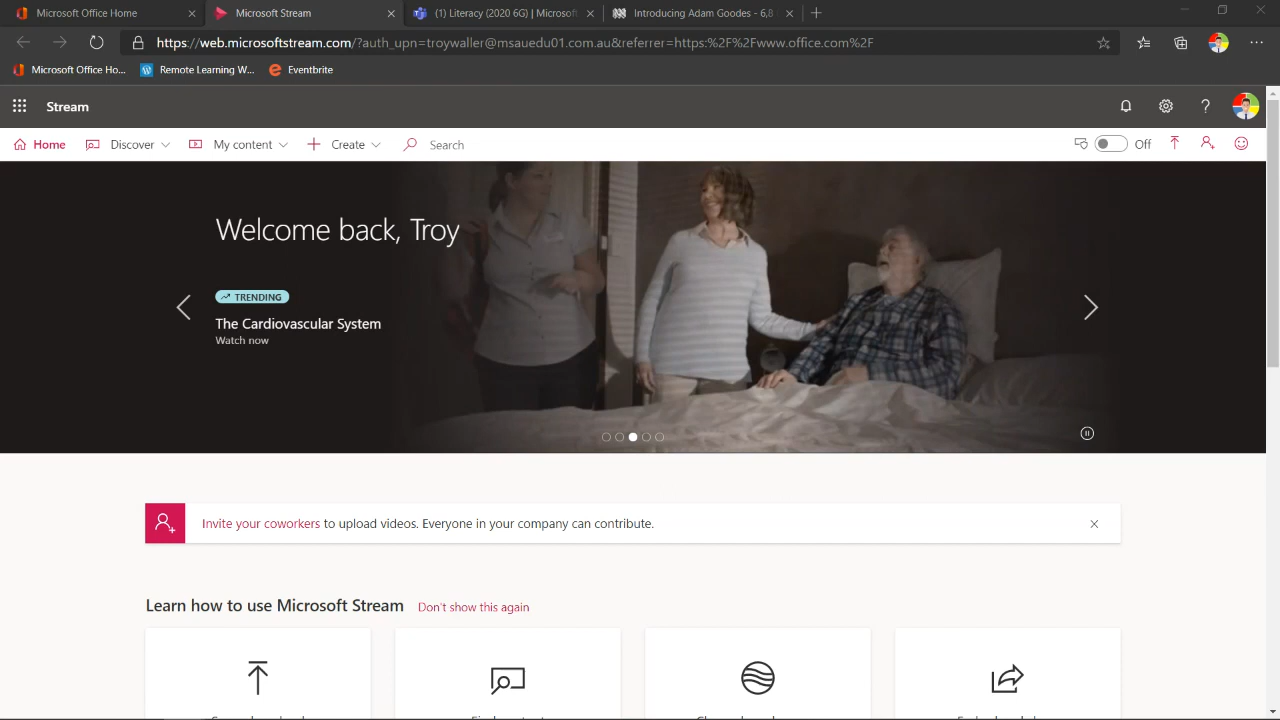 Microsoft Office Home
Microsoft Stream
(1) Literacy (2020 6G) | Microsof
Introducing Adam Goodes - 6,8
https://web.microsoftstream.com/?auth_upn=troywaller@msauedu01.com.au&referrer=https:%2F%2Fwww.office.com%2F
Microsoft Office Ho...
Remote Learning W...
Eventbrite
Stream
Home
Discover
My content
Create
Search
Off
Welcome back, Troy
TRENDING
The Cardiovascular System
Watch now
Invite your coworkers to upload videos. Everyone in your company can contribute.
Learn how to use Microsoft Stream
Don't show this again